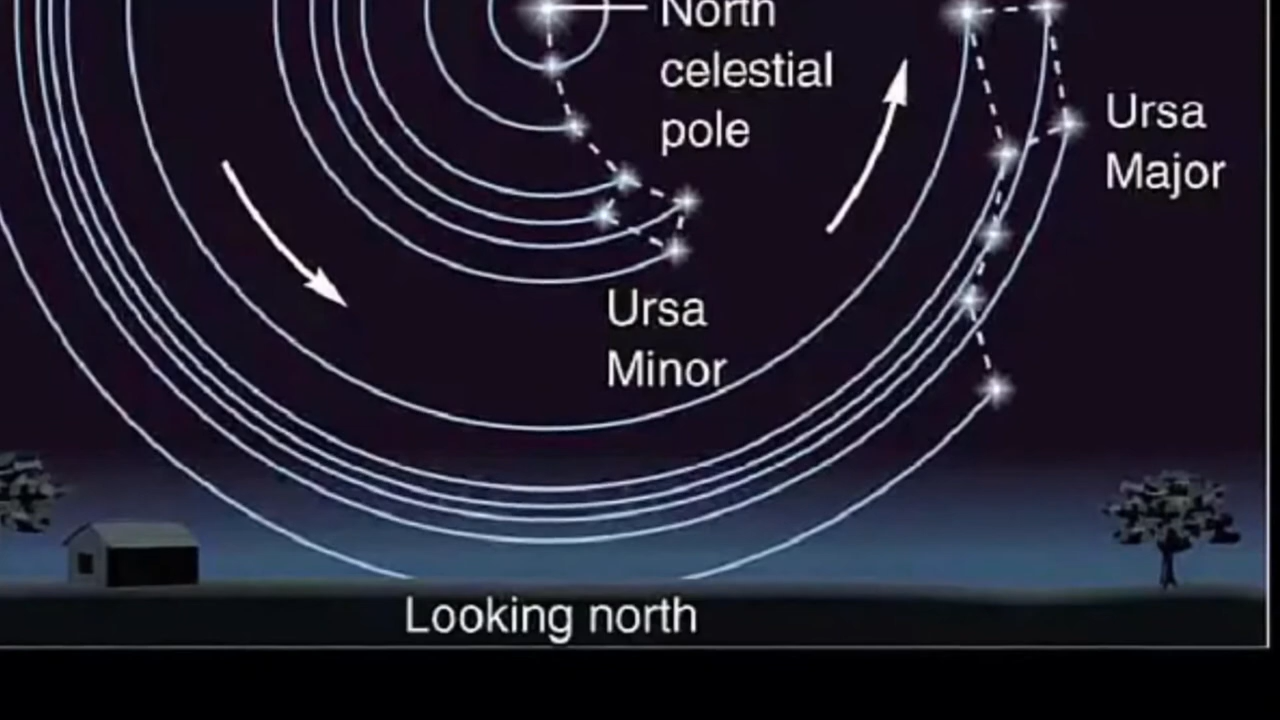 North
celestial
pole
Ursa
Major
Ursa
Minor
Looking north